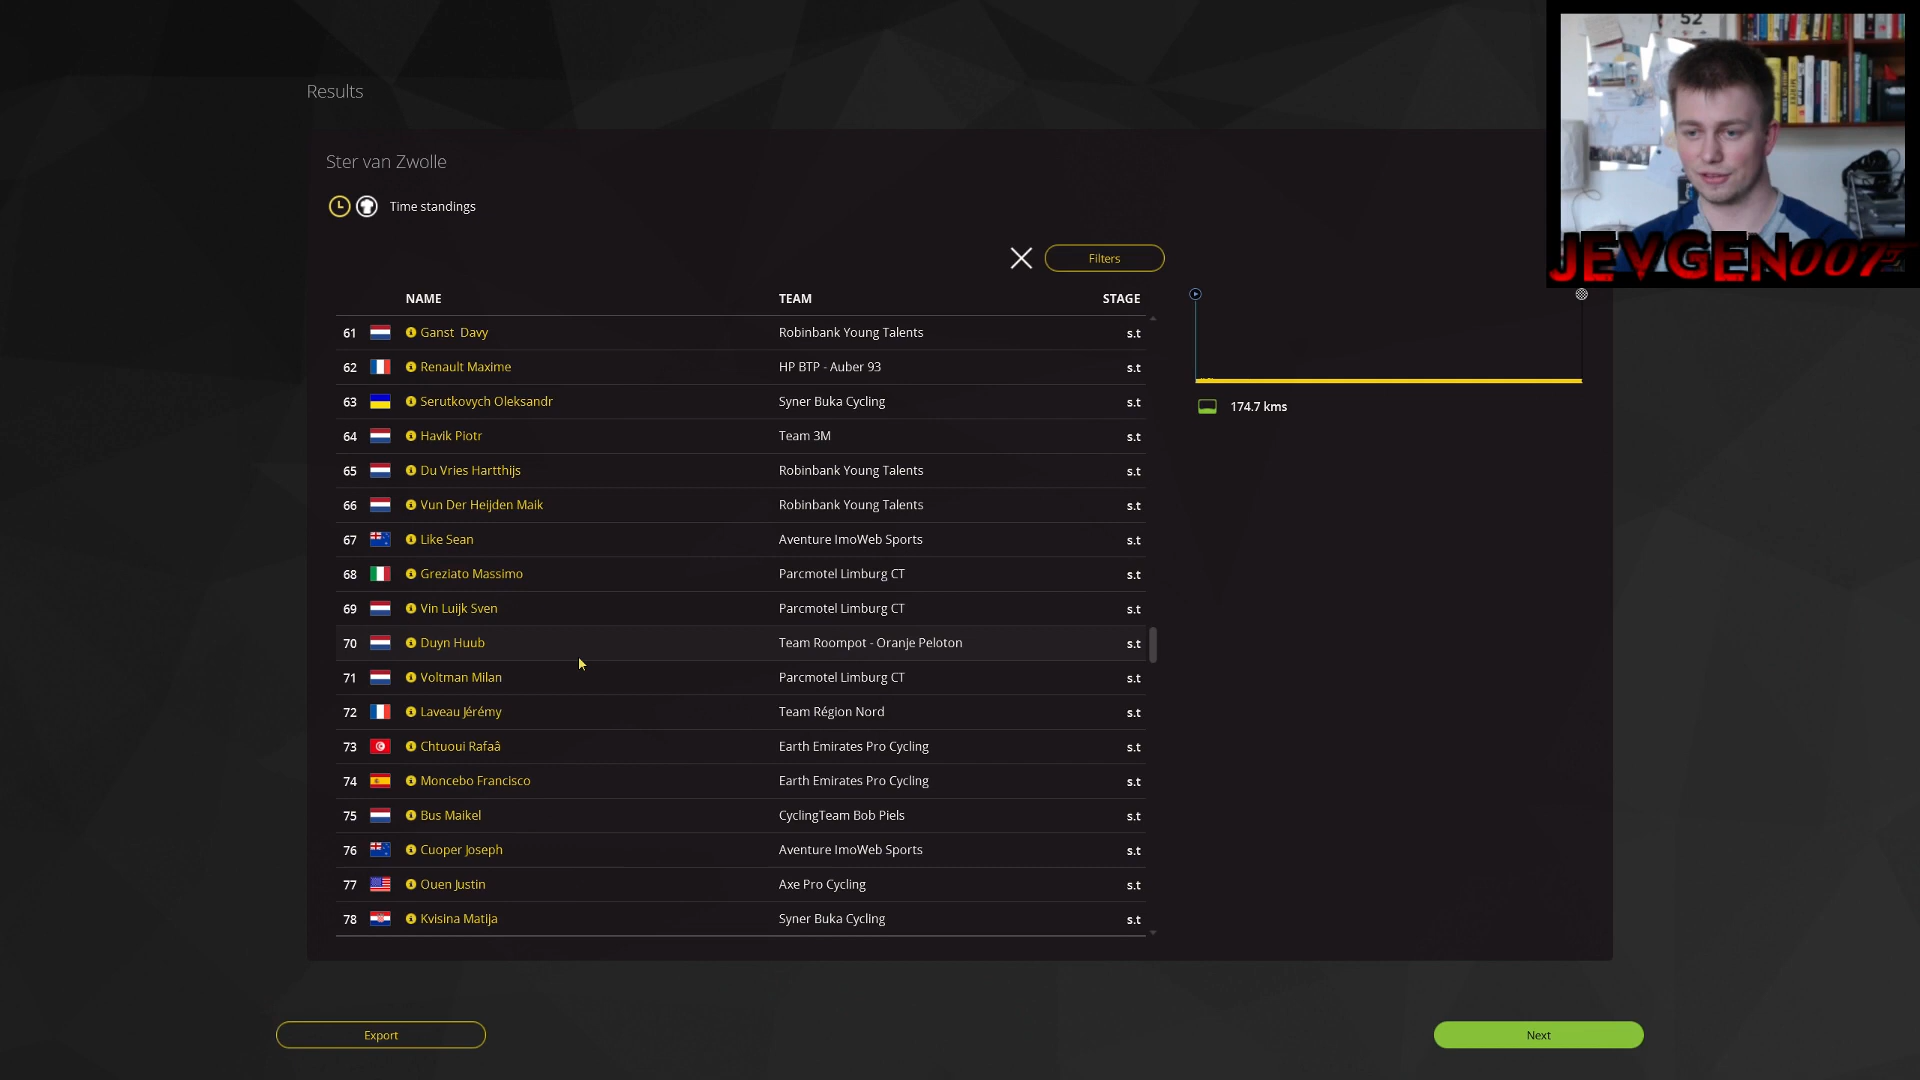 52
JEVGEN007
Results
Ster van Zwolle
Time standings
Filters
NAME TEAM STAGE
61 Ganst Davy Robinbank Young Talents s.t
62 Renault Maxime HP BTP - Auber 93 s.t
63 Serutkovych Oleksandr Syner Buka Cycling s.t
64 Havik Piotr Team 3M s.t
65 Du Vries Hartthijs Robinbank Young Talents s.t
66 Vun Der Heijden Maik Robinbank Young Talents s.t
67 Like Sean Aventure ImoWeb Sports s.t
68 Greziato Massimo Parcmotel Limburg CT s.t
69 Vin Luijk Sven Parcmotel Limburg CT s.t
70 Duyn Huub Team Roompot - Oranje Peloton s.t
71 Voltman Milan Parcmotel Limburg CT s.t
72 Laveau Jérémy Team Région Nord s.t
73 Chtuoui Rafaâ Earth Emirates Pro Cycling s.t
74 Moncebo Francisco Earth Emirates Pro Cycling s.t
75 Bus Maikel CyclingTeam Bob Piels s.t
76 Cuoper Joseph Aventure ImoWeb Sports s.t
77 Ouen Justin Axe Pro Cycling s.t
78 Kvisina Matija Syner Buka Cycling s.t
174.7 kms
Export
Next